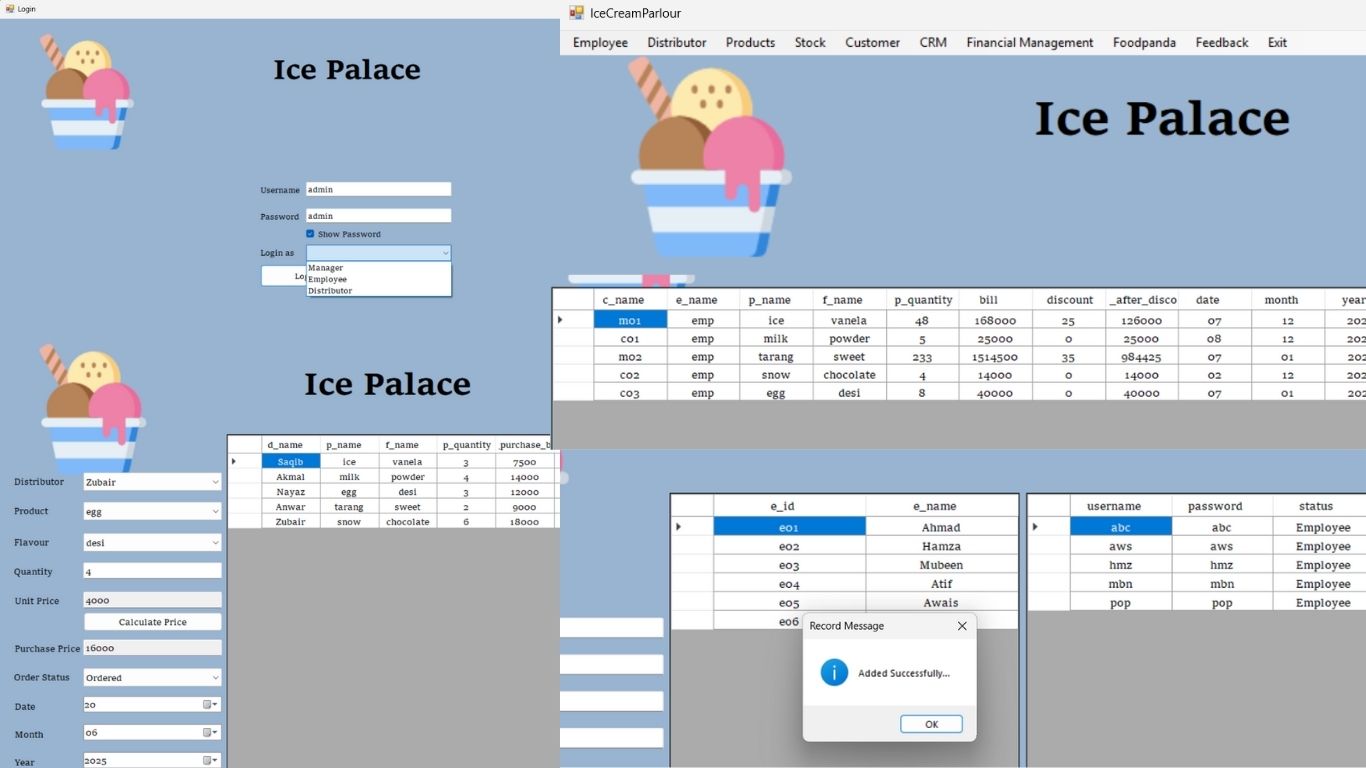 Login
Ice Palace
Username admin
Password admin
Show Password
Login as
Manager
Employee
Distributor
Ice Palace
Distributor Zubair
Product egg
Flavour desi
Quantity 4
Unit Price 4000
Calculate Price
Purchase Price 16000
Order Status Ordered
Date 20
Month 06
Year 2025
d_name p_name f_name p_quantity
Saqib ice vanela 3 7500
Akmal milk powder 4 14000
Nayaz egg desi 3 12000
Anwar tarang sweet 2 9000
Zubair snow chocolate 6 18000
IceCreamParlour
Employee Distributor Products Stock Customer CRM Financial Management Foodpanda Feedback Exit
Ice Palace
c_name e_name p_name f_name p_quantity bill discount _after_disco date month year
m01 emp ice vanela 48 168000 25 126000 07 12 202
c01 emp milk powder 5 25000 0 25000 08 12 202
m02 emp tarang sweet 233 1514500 35 984425 07 01 202
c02 emp snow chocolate 4 14000 0 14000 02 12 202
c03 emp egg desi 8 40000 0 40000 07 01 202
e_id e_name
e01 Ahmad
e02 Hamza
e03 Mubeen
e04 Atif
e05 Awais
e06
username password status
abc abc Employee
aws aws Employee
hmz hmz Employee
mbn mbn Employee
pop pop Employee
Record Message
Added Successfully...
OK